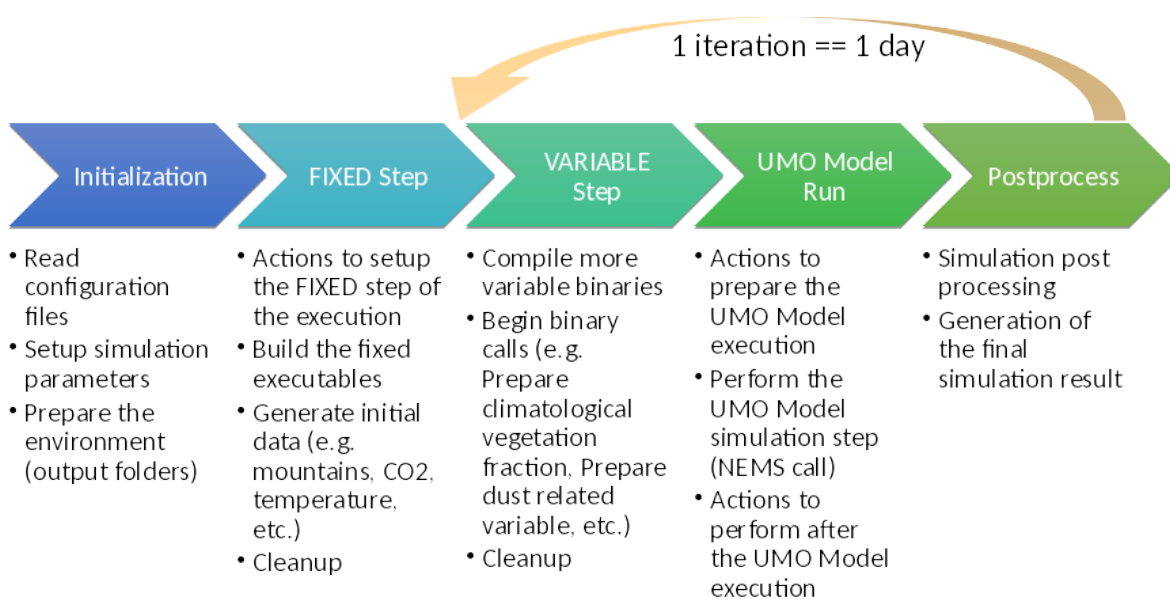 1 iteration == 1 day
Initialization
FIXED Step
VARIABLE
Step
UMO Model
Run
Postprocess
• Read
configuration
files
• Setup simulation
parameters
• Prepare the
environment
(output folders)
• Actions to setup
the FIXED step of
the execution
• Build the fixed
executables
• Generate initial
data (e.g.
mountains, CO2,
temperature,
etc.)
• Cleanup
• Compile more
variable binaries
• Begin binary
calls (e.g.
Prepare
climatological
vegetation
fraction, Prepare
dust related
variable, etc.)
• Cleanup
• Actions to
prepare the
UMO Model
execution
• Perform the
UMO Model
simulation step
(NEMS call)
• Actions to
perform after
the UMO Model
execution
• Simulation post
processing
• Generation of
the final
simulation result